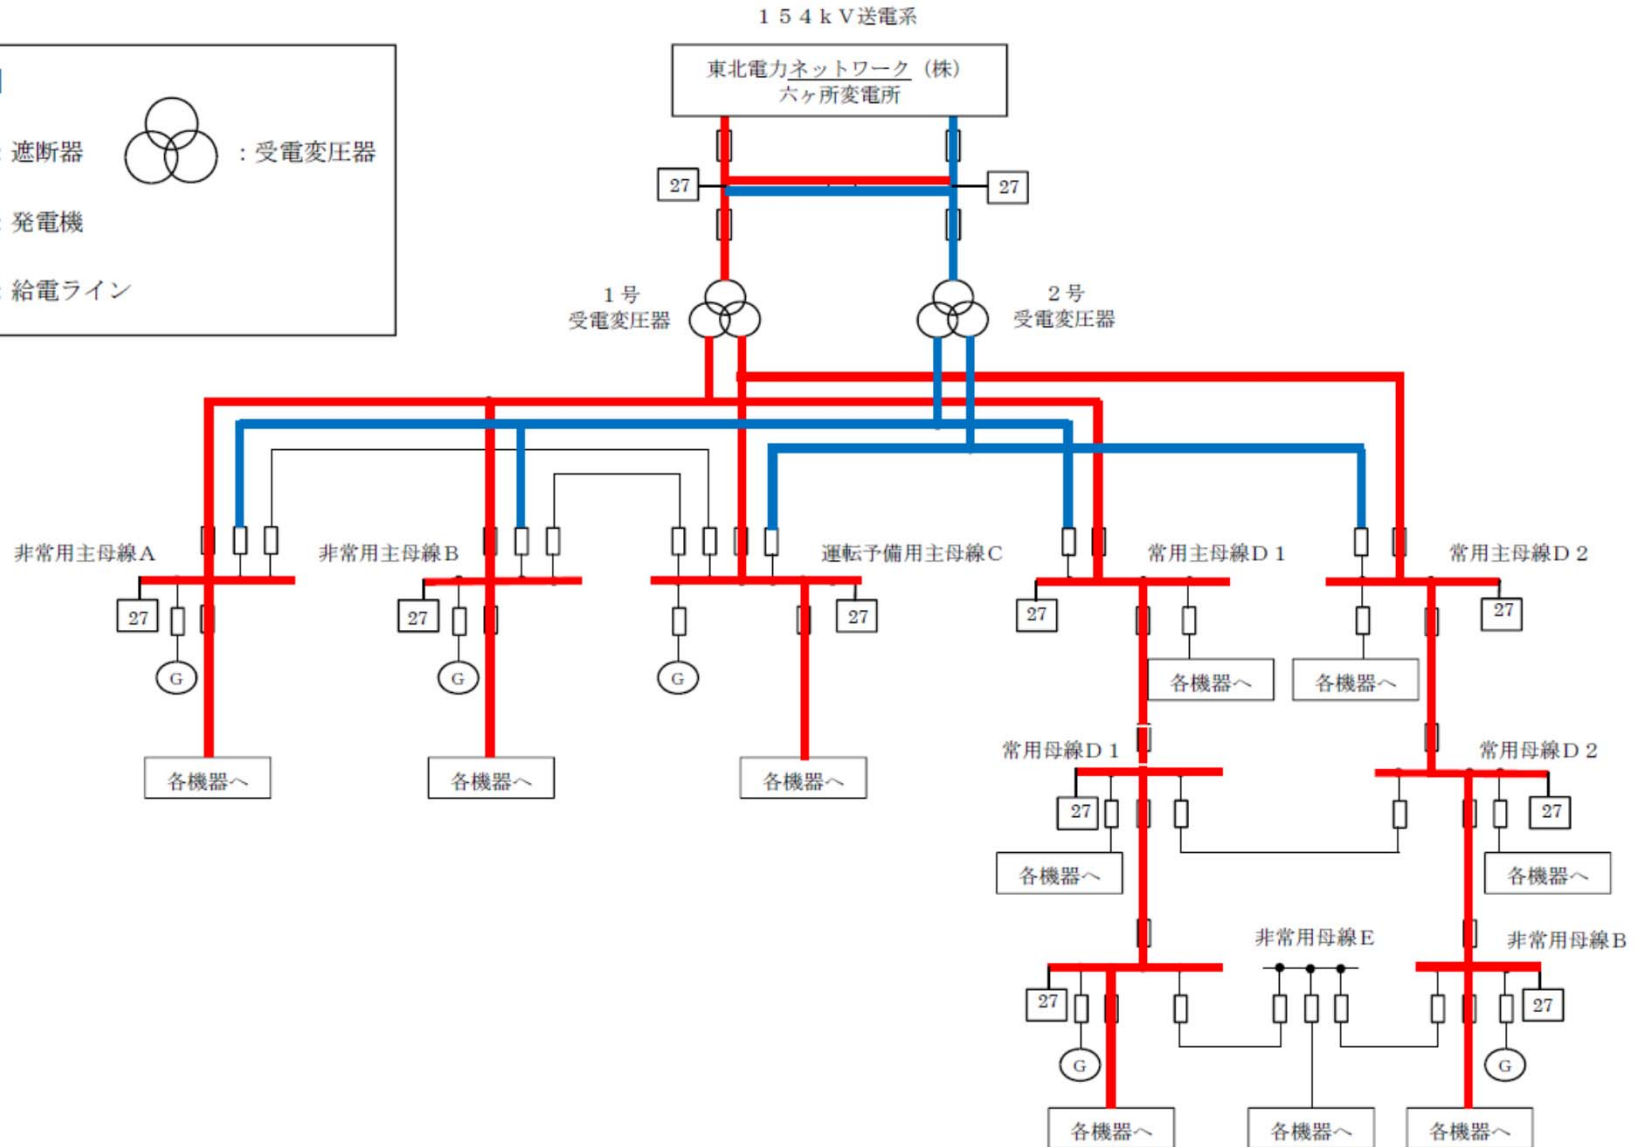 １５４ｋＶ送電系
東北電力ネットワーク（株）
六ヶ所変電所
：遮断器
：受電変圧器
：発電機
：給電ライン
27
27
１号
受電変圧器
２号
受電変圧器
非常用主母線Ａ
非常用主母線Ｂ
運転予備用主母線Ｃ
常用主母線Ｄ１
常用主母線Ｄ２
27
27
27
27
27
G
G
G
各機器へ
各機器へ
常用母線Ｄ１
常用母線Ｄ２
各機器へ
各機器へ
各機器へ
27
27
各機器へ
各機器へ
非常用母線Ｅ
非常用母線Ｂ
27
27
G
G
各機器へ
各機器へ
各機器へ